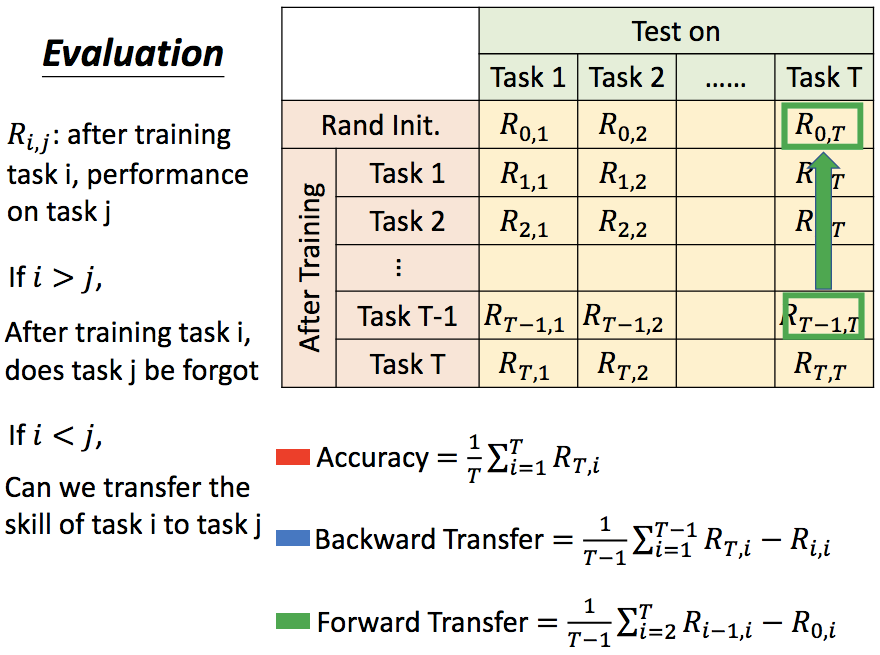 Evaluation
R_{i,j}: after training
task i, performance
on task j
If i > j,
After training task i,
does task j be forgot
If i < j,
Can we transfer the
skill of task i to task j
Test on
Task 1 Task 2 …… Task T
Rand Init. R_{0,1} R_{0,2} R_{0,T}
After Training
Task 1 R_{1,1} R_{1,2} R T
Task 2 R_{2,1} R_{2,2} R T
⋮
Task T-1 R_{T−1,1} R_{T−1,2} R_{T−1,T}
Task T R_{T,1} R_{T,2} R_{T,T}
Accuracy = \frac{1}{T} \sum_{i=1}^{T} R_{T,i}
Backward Transfer = \frac{1}{T−1} \sum_{i=1}^{T−1} R_{T,i} − R_{i,i}
Forward Transfer = \frac{1}{T−1} \sum_{i=2}^{T} R_{i−1,i} − R_{0,i}